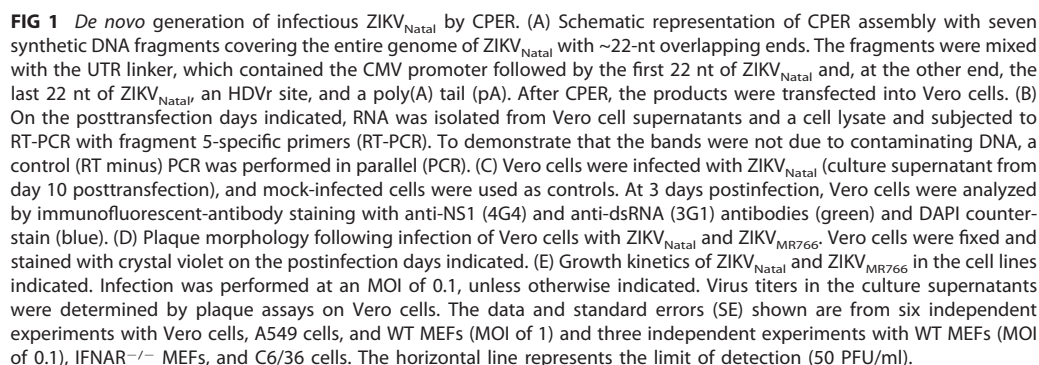 FIG 1 De novo generation of infectious ZIKVNatal by CPER. (A) Schematic representation of CPER assembly with seven
synthetic DNA fragments covering the entire genome of ZIKVNatal with ~22-nt overlapping ends. The fragments were mixed
with the UTR linker, which contained the CMV promoter followed by the first 22 nt of ZIKVNatal and, at the other end, the
last 22 nt of ZIKVNatal, an HDVr site, and a poly(A) tail (pA). After CPER, the products were transfected into Vero cells. (B)
On the posttransfection days indicated, RNA was isolated from Vero cell supernatants and a cell lysate and subjected to
RT-PCR with fragment 5-specific primers (RT-PCR). To demonstrate that the bands were not due to contaminating DNA, a
control (RT minus) PCR was performed in parallel (PCR). (C) Vero cells were infected with ZIKVNatal (culture supernatant from
day 10 posttransfection), and mock-infected cells were used as controls. At 3 days postinfection, Vero cells were analyzed
by immunofluorescent-antibody staining with anti-NS1 (4G4) and anti-dsRNA (3G1) antibodies (green) and DAPI counter-
stain (blue). (D) Plaque morphology following infection of Vero cells with ZIKVNatal and ZIKVMR766. Vero cells were fixed and
stained with crystal violet on the postinfection days indicated. (E) Growth kinetics of ZIKVNatal and ZIKVMR766 in the cell lines
indicated. Infection was performed at an MOI of 0.1, unless otherwise indicated. Virus titers in the culture supernatants
were determined by plaque assays on Vero cells. The data and standard errors (SE) shown are from six independent
experiments with Vero cells, A549 cells, and WT MEFs (MOI of 1) and three independent experiments with WT MEFs (MOI
of 0.1), IFNAR−/− MEFs, and C6/36 cells. The horizontal line represents the limit of detection (50 PFU/ml).